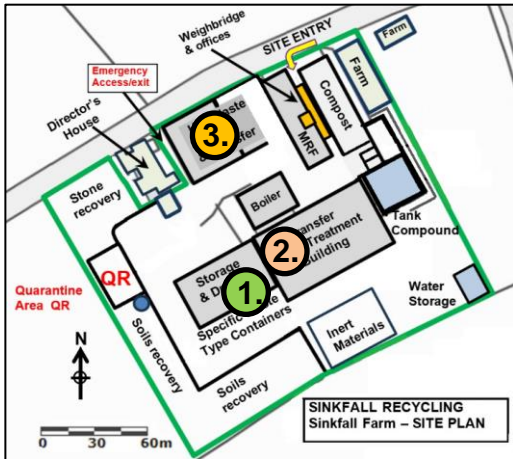 Weighbridge
& offices
SITE ENTRY
Farm
Emergency
Access/exit
Farm
Director's
House
Compost
MRF
3.
Stone
recovery
Boiler
Tank
Compound
2.
Building
Storage
&
1.
QR
Quarantine
Area QR
Water
Storage
Type Containers
Soils recovery
Inert
Materials
Soils
recovery
N
0 30 60m
SINKFALL RECYCLING
Sinkfall Farm – SITE PLAN